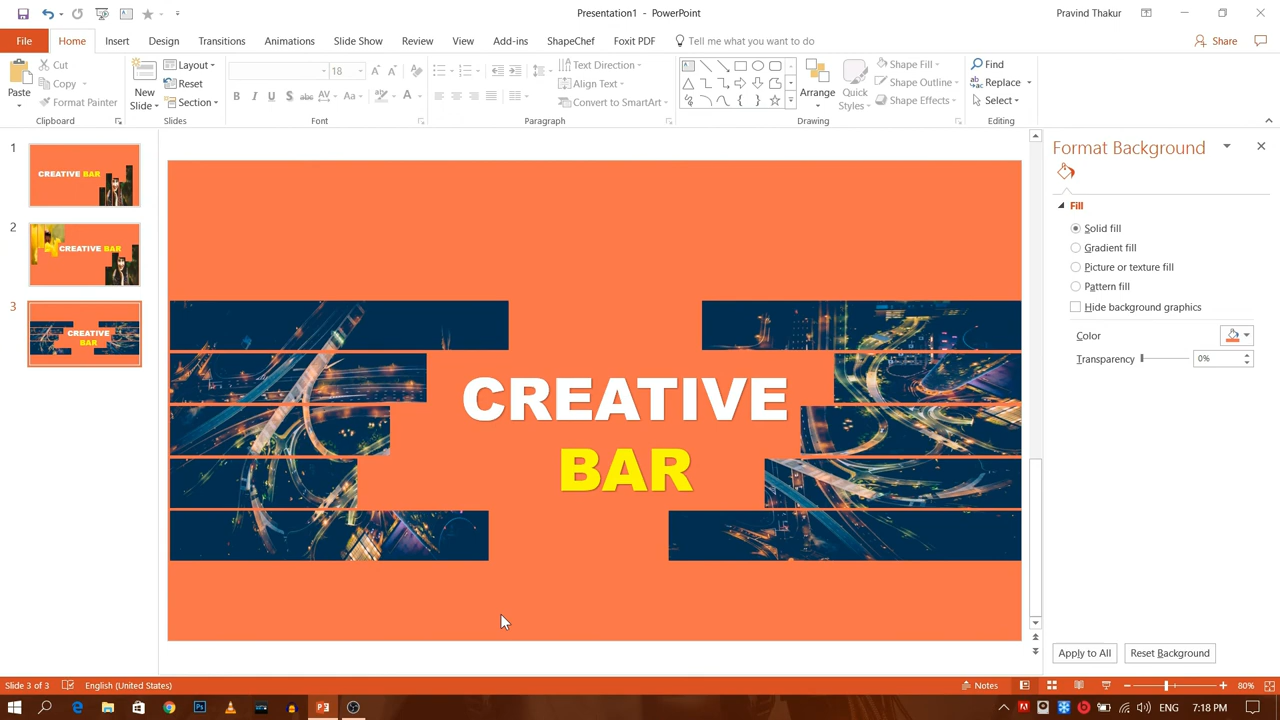 Presentation1 - PowerPoint
Pravind Thakur
File Home Insert Design Transitions Animations Slide Show Review View Add-ins ShapeChef Foxit PDF Tell me what you want to do Share
Paste
Cut
Copy
Format Painter
Clipboard
New
Slide
Layout
Reset
Section
Slides
18
B I U S abc AV Aa A
Font
Text Direction
Align Text
Convert to SmartArt
Paragraph
Arrange
Quick
Styles
Shape Fill
Shape Outline
Shape Effects
Drawing
Find
Replace
Select
Editing
1
CREATIVE BAR
2
CREATIVE BAR
3
CREATIVE
BAR
CREATIVE
BAR
Format Background
Fill
Solid fill
Gradient fill
Picture or texture fill
Pattern fill
Hide background graphics
Color
Transparency 0%
Apply to All Reset Background
Slide 3 of 3 English (United States) Notes 80%
ENG 7:18 PM